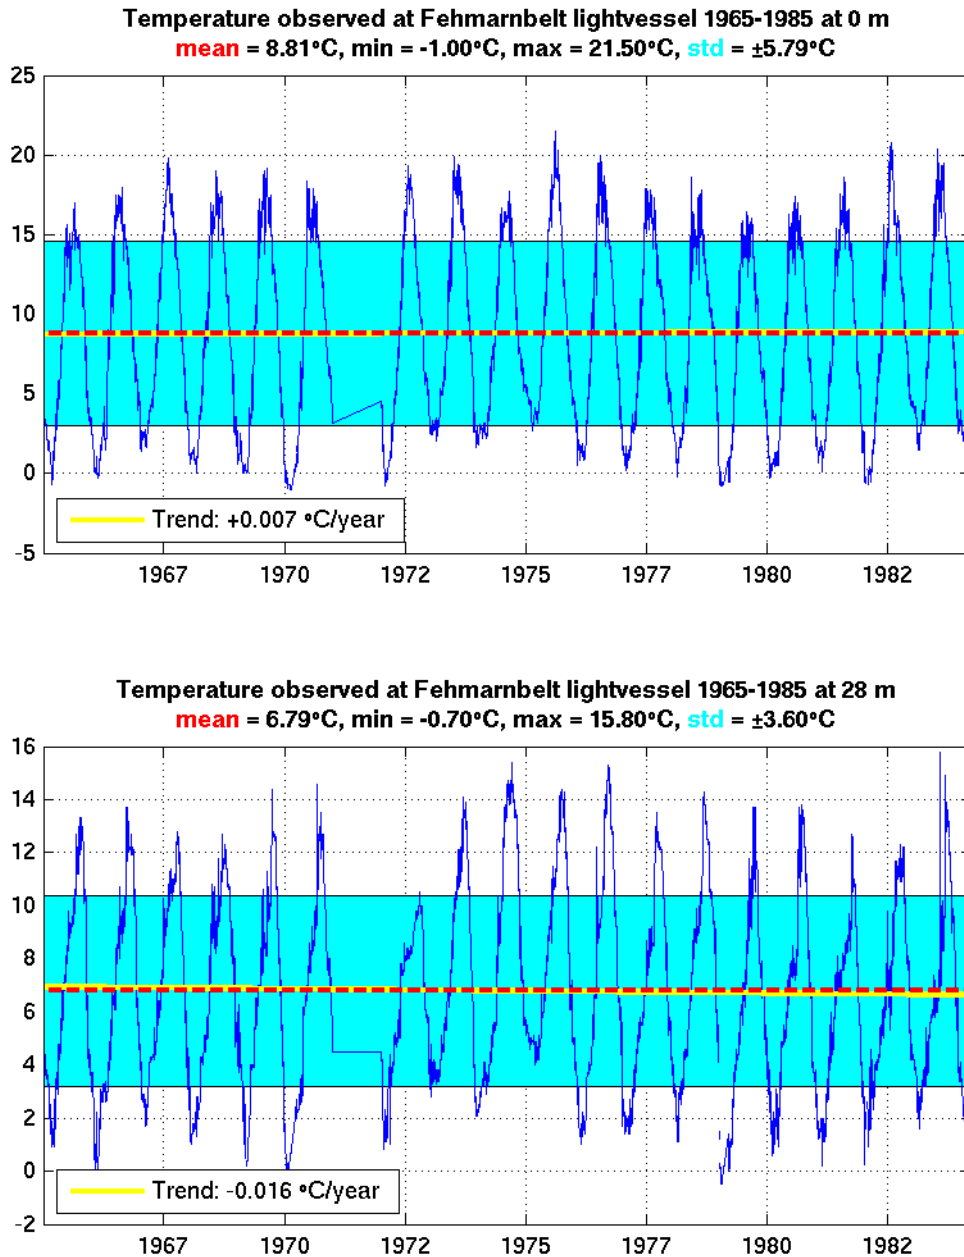 Temperature observed at Fehmarnbelt lightvessel 1965-1985 at 0 m
mean = 8.81°C, min = -1.00°C, max = 21.50°C, std = ±5.79°C
25
20
15
10
5
0
-5
Trend: +0.007 °C/year
1967 1970 1972 1975 1977 1980 1982
Temperature observed at Fehmarnbelt lightvessel 1965-1985 at 28 m
mean = 6.79°C, min = -0.70°C, max = 15.80°C, std = ±3.60°C
16
14
12
10
8
6
4
2
0
-2
Trend: -0.016 °C/year
1967 1970 1972 1975 1977 1980 1982